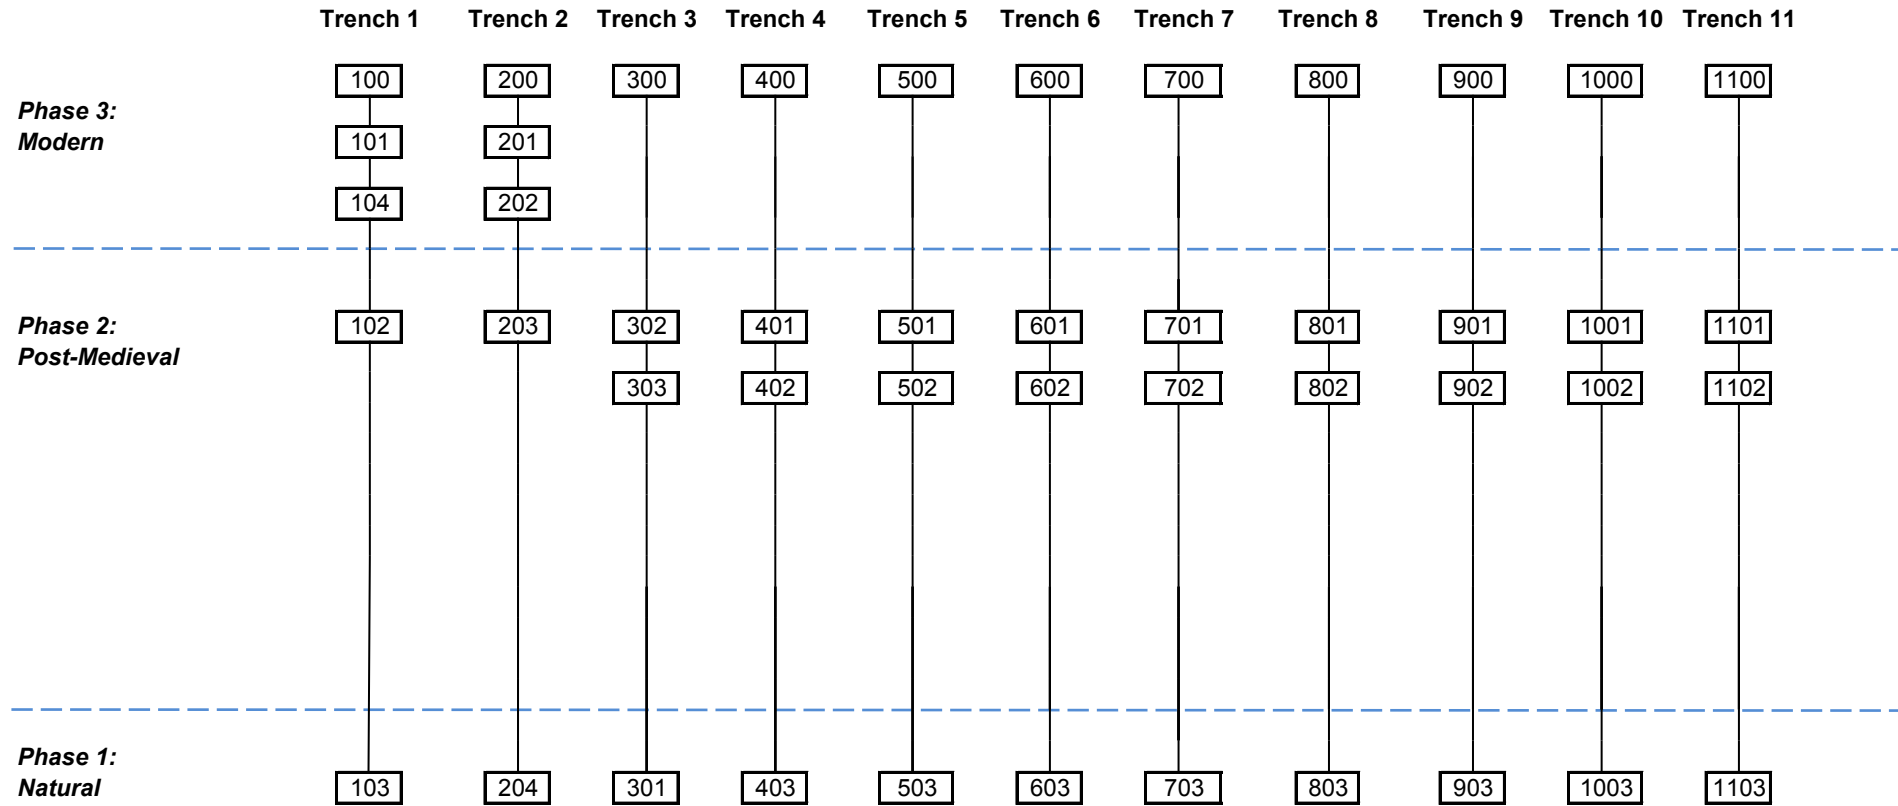 Trench 1 Trench 2 Trench 3 Trench 4 Trench 5 Trench 6 Trench 7 Trench 8 Trench 9 Trench 10 Trench 11
100 200 300 400 500 600 700 800 900 1000 1100
Phase 3:
Modern
101 201
104 202
Phase 2:
Post-Medieval
102 203 302 401 501 601 701 801 901 1001 1101
303 402 502 602 702 802 902 1002 1102
Phase 1:
Natural
103 204 301 403 503 603 703 803 903 1003 1103